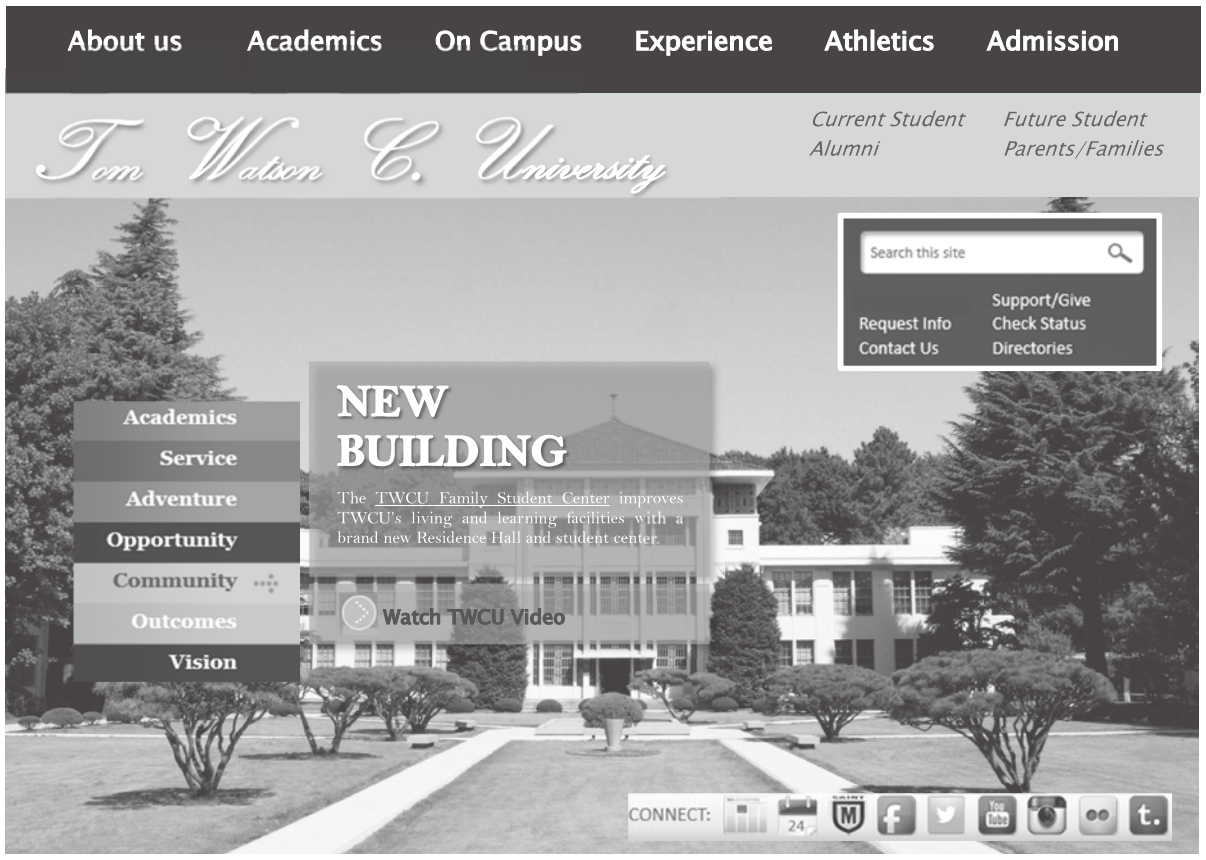 About us Academics On Campus Experience Athletics Admission
Tom Watson C. University
Current Student Future Student
Alumni Parents/Families
Search this site
Support/Give
Request Info Check Status
Contact Us Directories
Academics
Service
Adventure
Opportunity
Community
Outcomes
Vision
NEW
BUILDING
The TWCU Family Student Center improves
TWCU's living and learning facilities with a
brand new Residence Hall and student center.
Watch TWCU Video
CONNECT: 24 SAINT M f You Tube t.